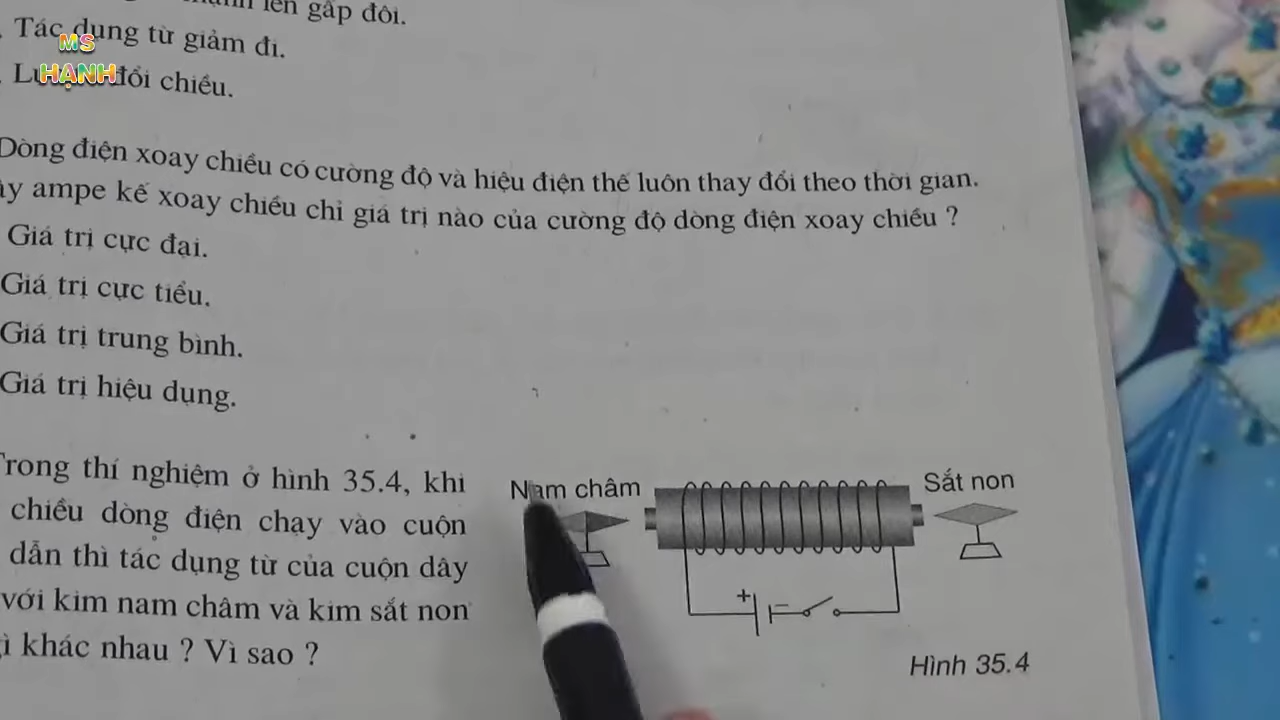 lên gấp đôi.
Tác dụng từ giảm đi.
MS
HẠNH
đổi chiều.
Dòng điện xoay chiều có cường độ và hiệu điện thế luôn thay đổi theo thời gian.
ampe kế xoay chiều chỉ giá trị nào của cường độ dòng điện xoay chiều ?
Giá trị cực đại.
Giá trị cực tiểu.
Giá trị trung bình.
Giá trị hiệu dụng.
Trong thí nghiệm ở hình 35.4, khi
chiều dòng điện chạy vào cuộn
dẫn thì tác dụng từ của cuộn dây
với kim nam châm và kim sắt non
khác nhau ? Vì sao ?
Nam châm
Sắt non
+ −
Hình 35.4